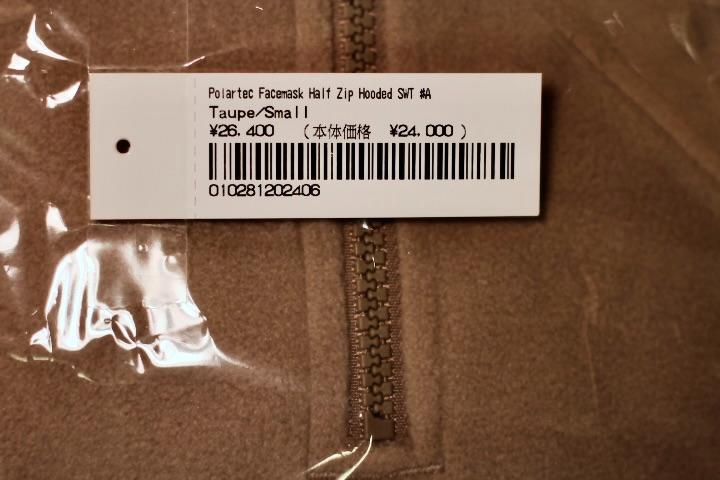 Polartec Facemask Half Zip Hooded SWT #A
Taupe/Small
¥26,400 (本体価格 ¥24,000)
010281202406